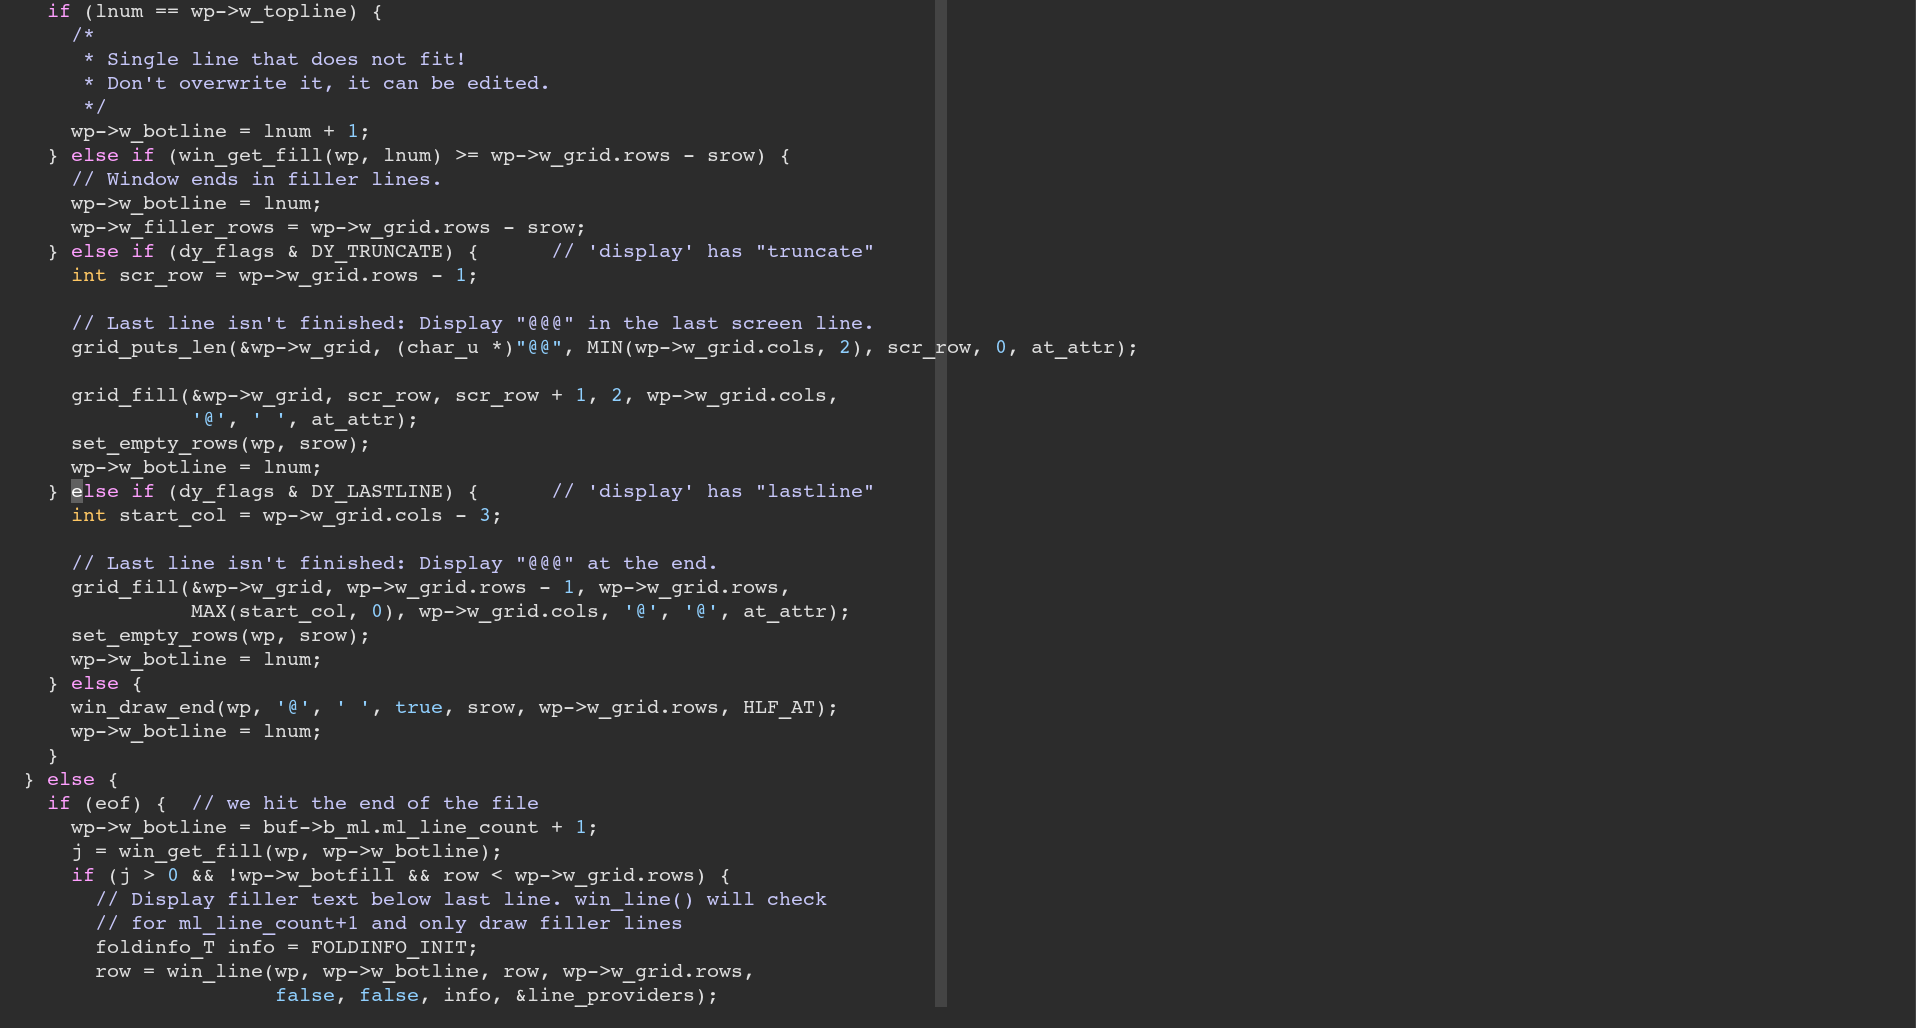 if (lnum == wp->w_topline) {
      /*
       * Single line that does not fit!
       * Don't overwrite it, it can be edited.
       */
      wp->w_botline = lnum + 1;
    } else if (win_get_fill(wp, lnum) >= wp->w_grid.rows - srow) {
      // Window ends in filler lines.
      wp->w_botline = lnum;
      wp->w_filler_rows = wp->w_grid.rows - srow;
    } else if (dy_flags & DY_TRUNCATE) {      // 'display' has "truncate"
      int scr_row = wp->w_grid.rows - 1;

      // Last line isn't finished: Display "@@@" in the last screen line.
      grid_puts_len(&wp->w_grid, (char_u *)"@@", MIN(wp->w_grid.cols, 2), scr_row, 0, at_attr);

      grid_fill(&wp->w_grid, scr_row, scr_row + 1, 2, wp->w_grid.cols,
                '@', ' ', at_attr);
      set_empty_rows(wp, srow);
      wp->w_botline = lnum;
    } else if (dy_flags & DY_LASTLINE) {      // 'display' has "lastline"
      int start_col = wp->w_grid.cols - 3;

      // Last line isn't finished: Display "@@@" at the end.
      grid_fill(&wp->w_grid, wp->w_grid.rows - 1, wp->w_grid.rows,
                MAX(start_col, 0), wp->w_grid.cols, '@', '@', at_attr);
      set_empty_rows(wp, srow);
      wp->w_botline = lnum;
    } else {
      win_draw_end(wp, '@', ' ', true, srow, wp->w_grid.rows, HLF_AT);
      wp->w_botline = lnum;
    }
  } else {
    if (eof) {  // we hit the end of the file
      wp->w_botline = buf->b_ml.ml_line_count + 1;
      j = win_get_fill(wp, wp->w_botline);
      if (j > 0 && !wp->w_botfill && row < wp->w_grid.rows) {
        // Display filler text below last line. win_line() will check
        // for ml_line_count+1 and only draw filler lines
        foldinfo_T info = FOLDINFO_INIT;
        row = win_line(wp, wp->w_botline, row, wp->w_grid.rows,
                       false, false, info, &line_providers);